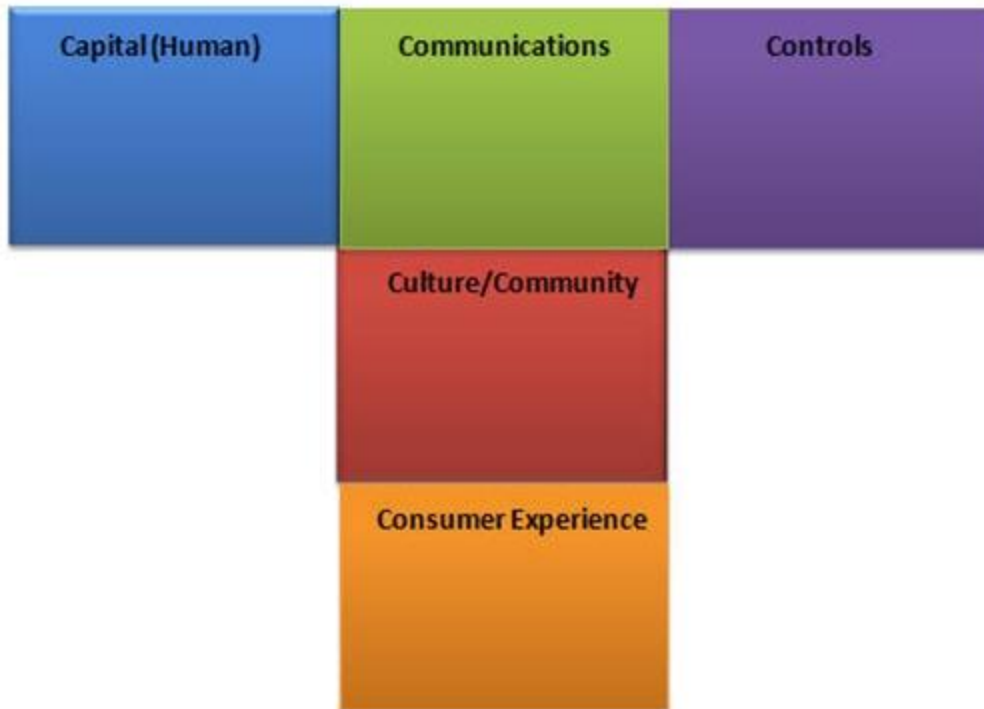 Capital (Human)
Communications
Controls
Culture/Community
Consumer Experience